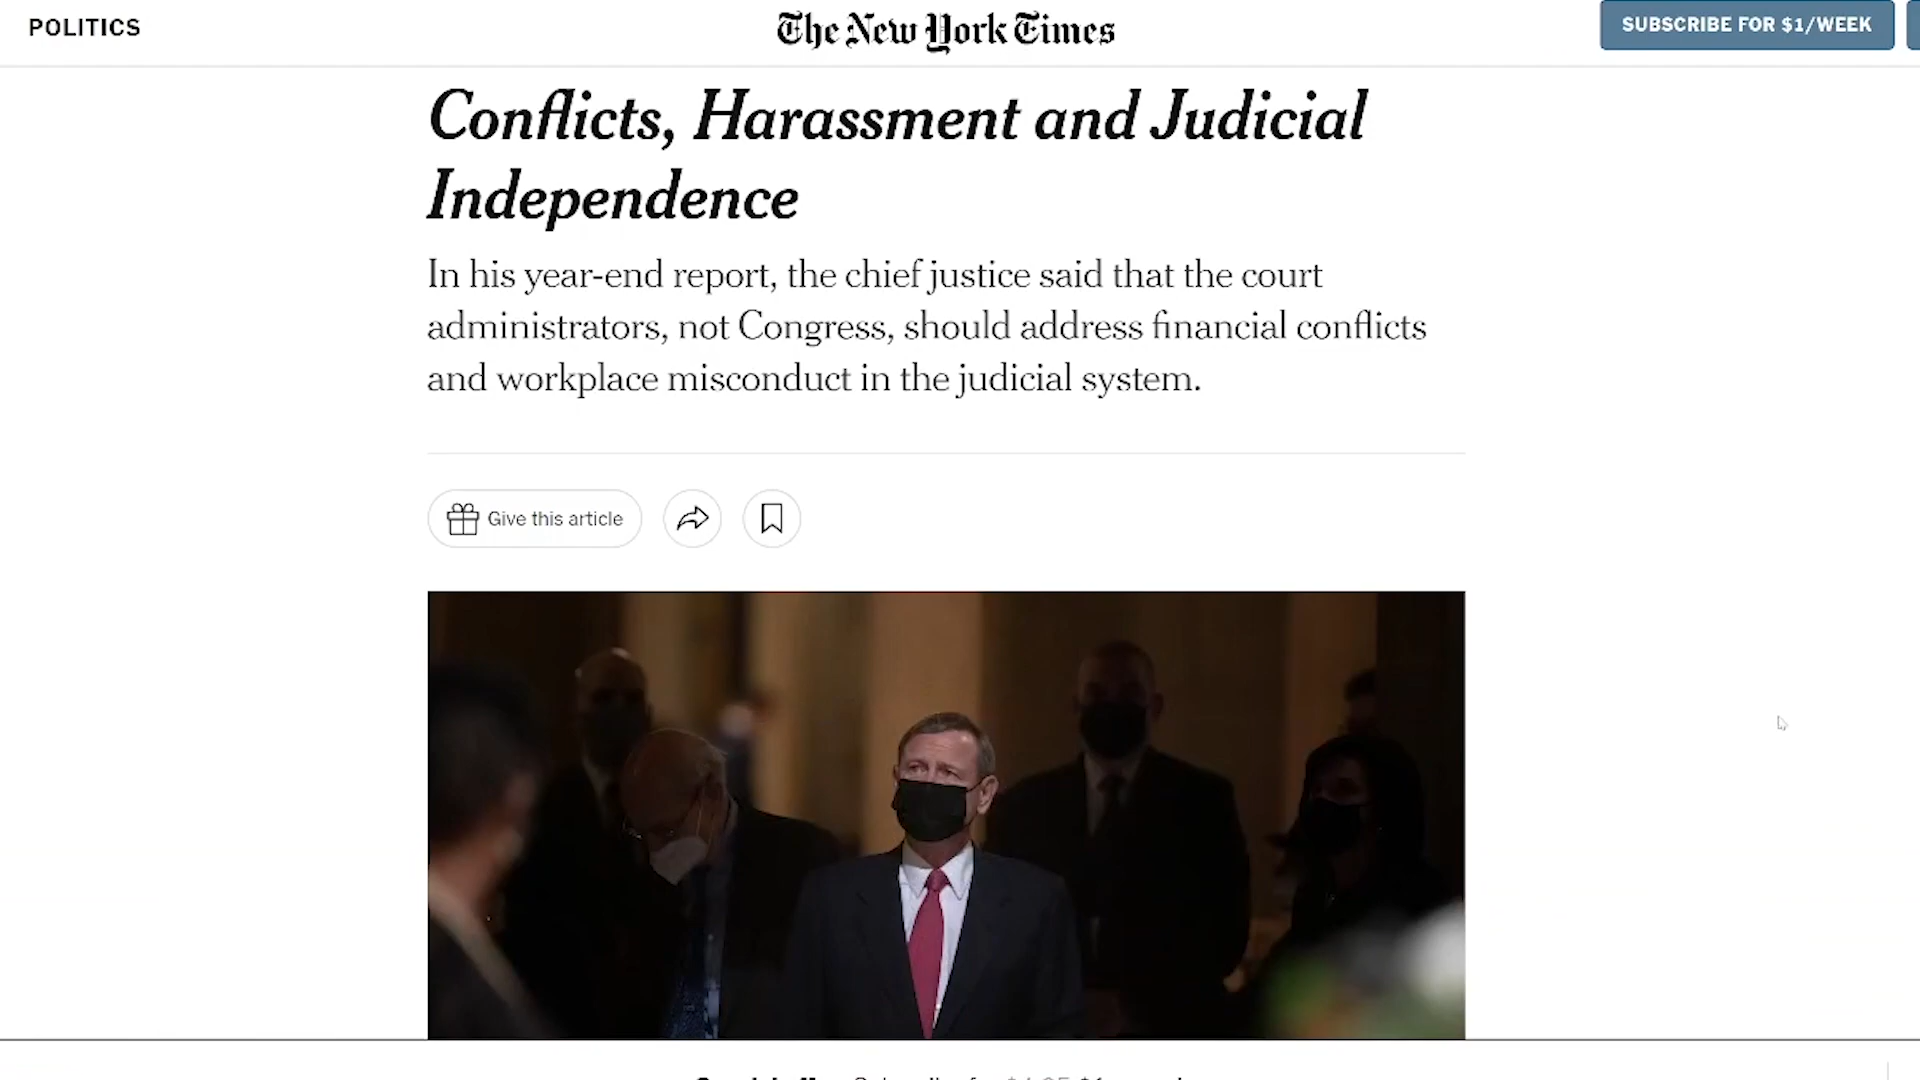 POLITICS
The New York Times
SUBSCRIBE FOR $1/WEEK
Conflicts, Harassment and Judicial
Independence
In his year-end report, the chief justice said that the court
administrators, not Congress, should address financial conflicts
and workplace misconduct in the judicial system.
Give this article